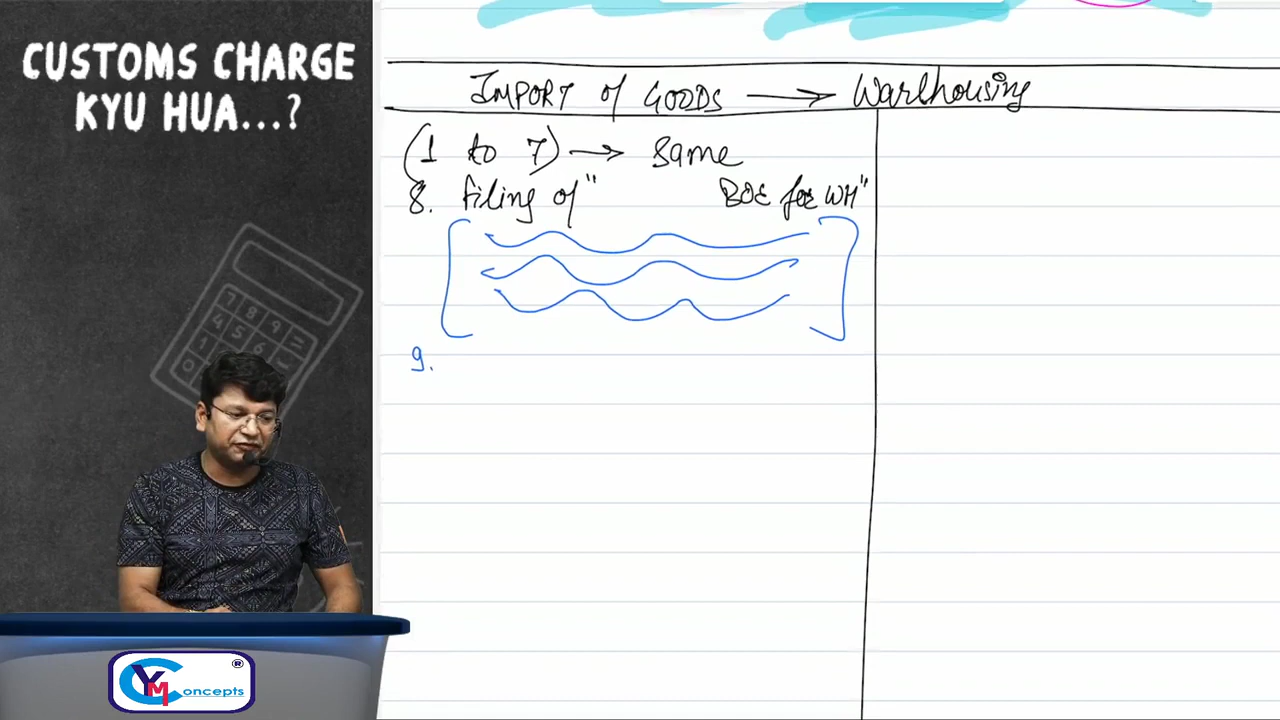 CUSTOMS CHARGE
KYU HUA...?
IMPORT of GOODS → Warehousing
(1 to 7) → Same
8. Filing of " BOE for WH"
9.
YM Concepts ®